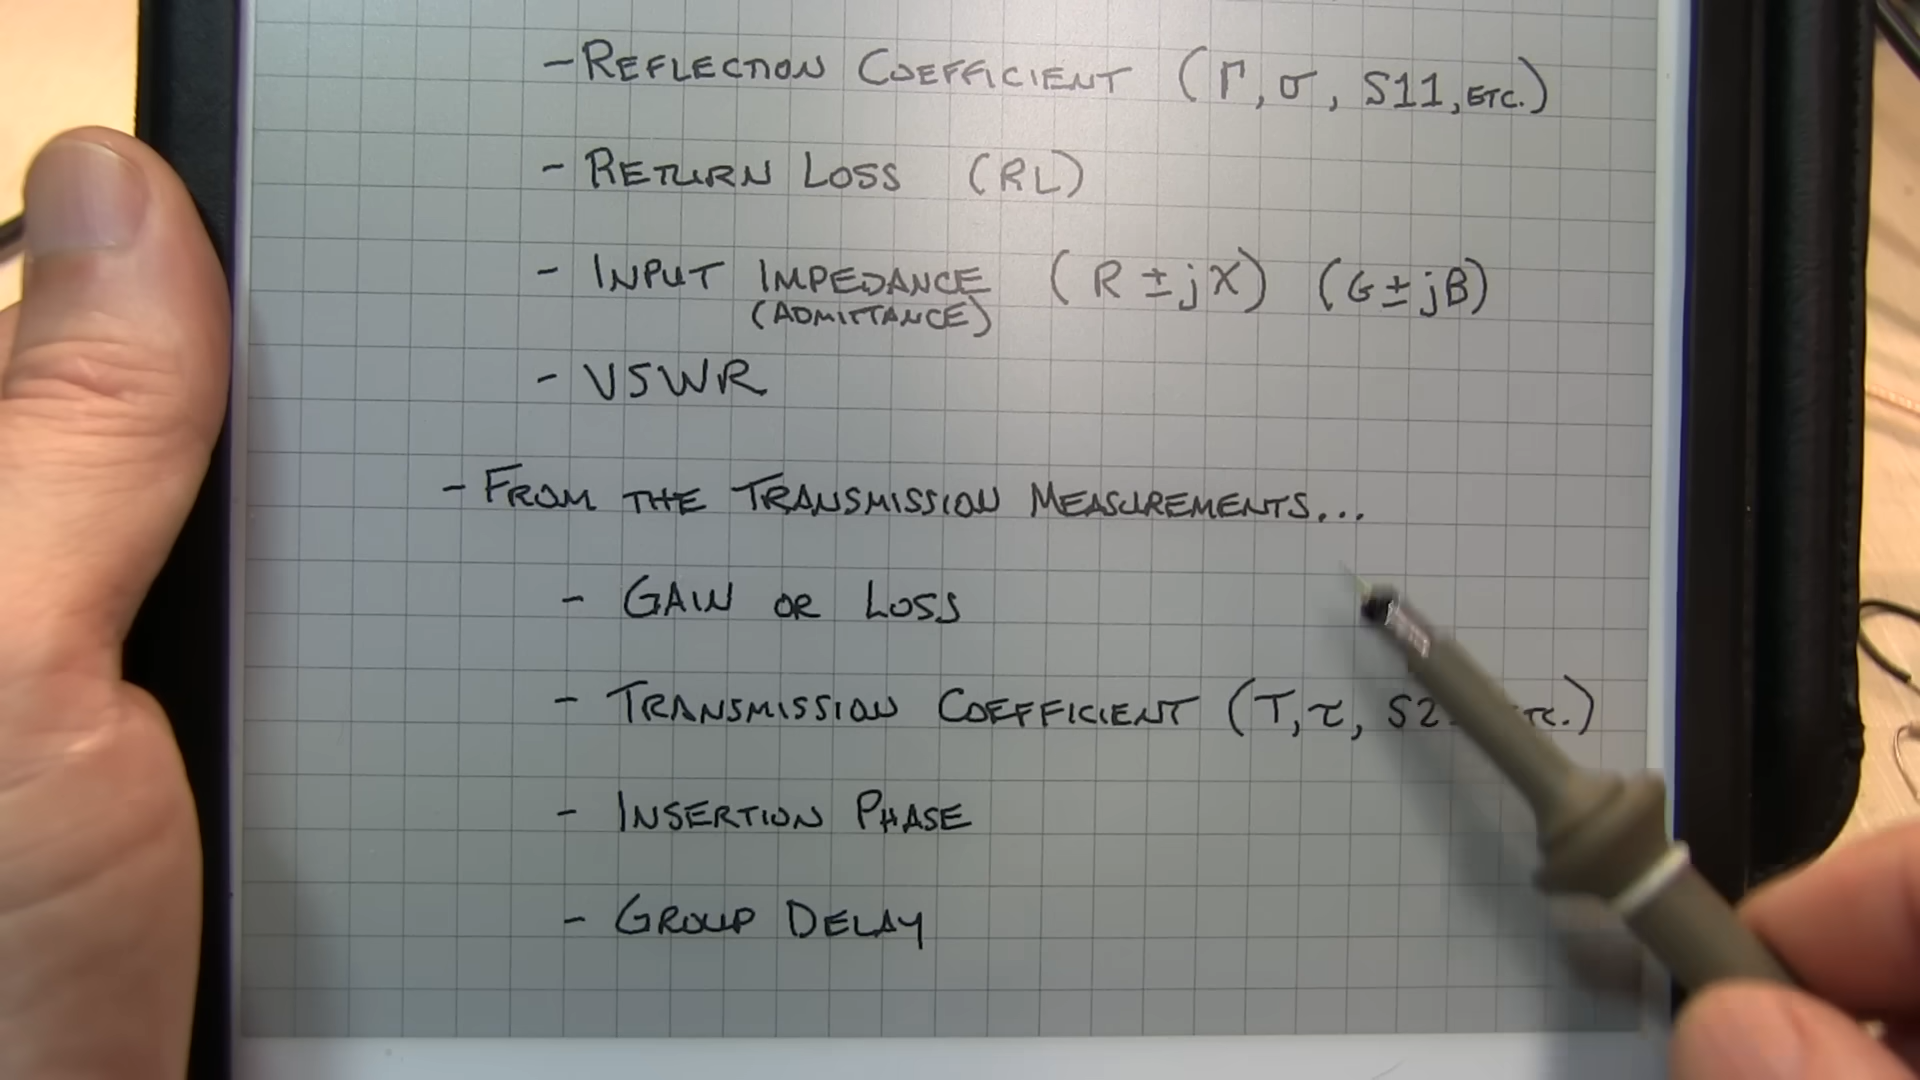 - REFLECTION COEFFICIENT (Γ, σ, S11, ETC.)
- RETURN LOSS (RL)
- INPUT IMPEDANCE (R ± jX) (G ± jB)
(ADMITTANCE)
- VSWR
- FROM THE TRANSMISSION MEASUREMENTS...
- GAIN OR LOSS
- TRANSMISSION COEFFICIENT (T, τ,
- INSERTION PHASE
- GROUP DELAY